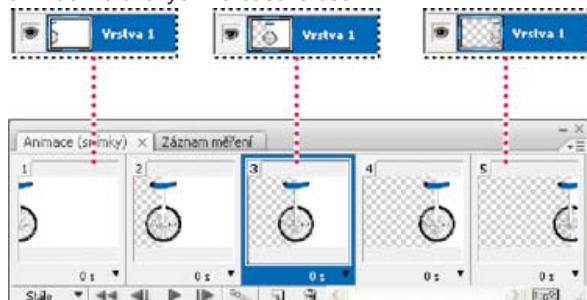 Vrstva 1 Vrstva 1 Vrstva 1
Animace (snímky) Záznam měření
1 2 3 4 5
0 s 0 s 0 s 0 s 0 s
Stále